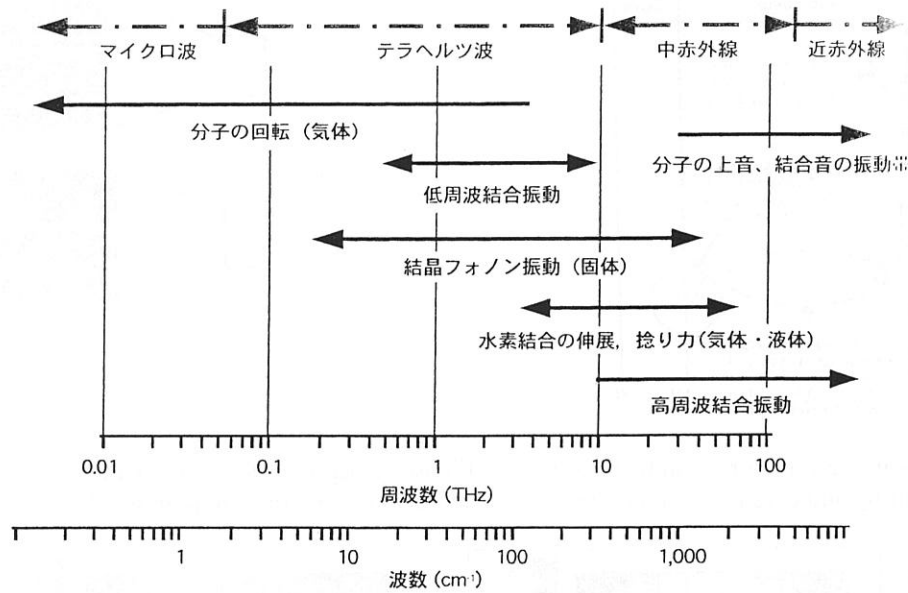 マイクロ波 テラヘルツ波 中赤外線 近赤外線
分子の回転（気体）
分子の上音、結合音の振動帯
低周波結合振動
結晶フォノン振動（固体）
水素結合の伸展，捻り力(気体・液体)
高周波結合振動
0.01 0.1 1 10 100
周波数 (THz)
1 10 100 1,000
波数 (cm⁻¹)